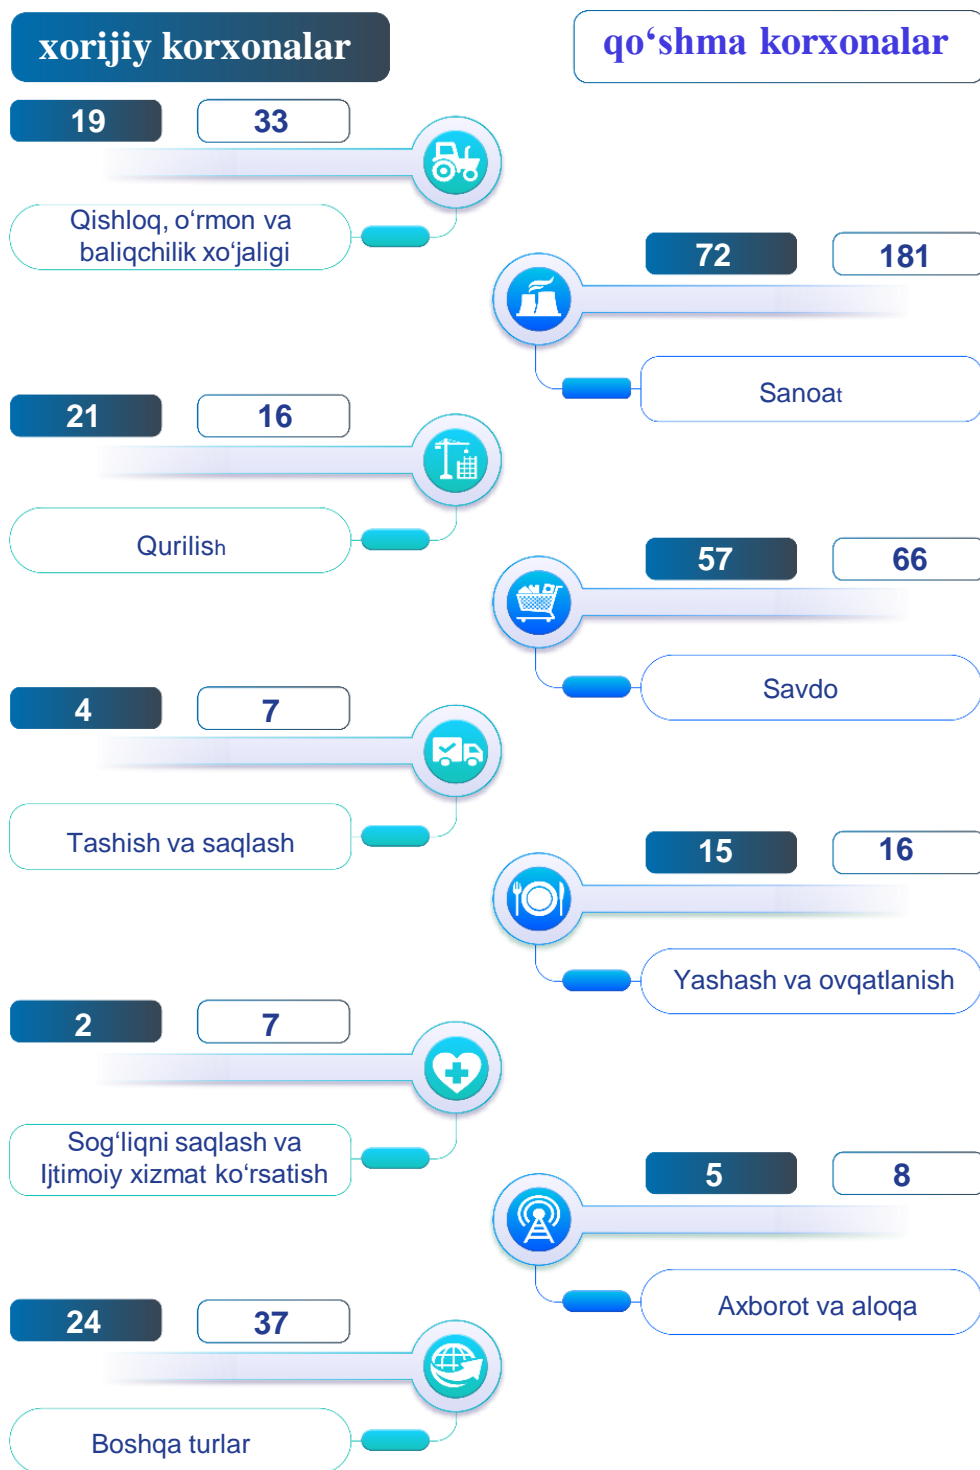 xorijiy korxonalar
qo‘shma korxonalar
19 33
Qishloq, o‘rmon va
baliqchilik xo‘jaligi
72 181
Sanoat
21 16
Qurilish
57 66
Savdo
4 7
Tashish va saqlash
15 16
Yashash va ovqatlanish
2 7
Sog‘liqni saqlash va
Ijtimoiy xizmat ko‘rsatish
5 8
Axborot va aloqa
24 37
Boshqa turlar